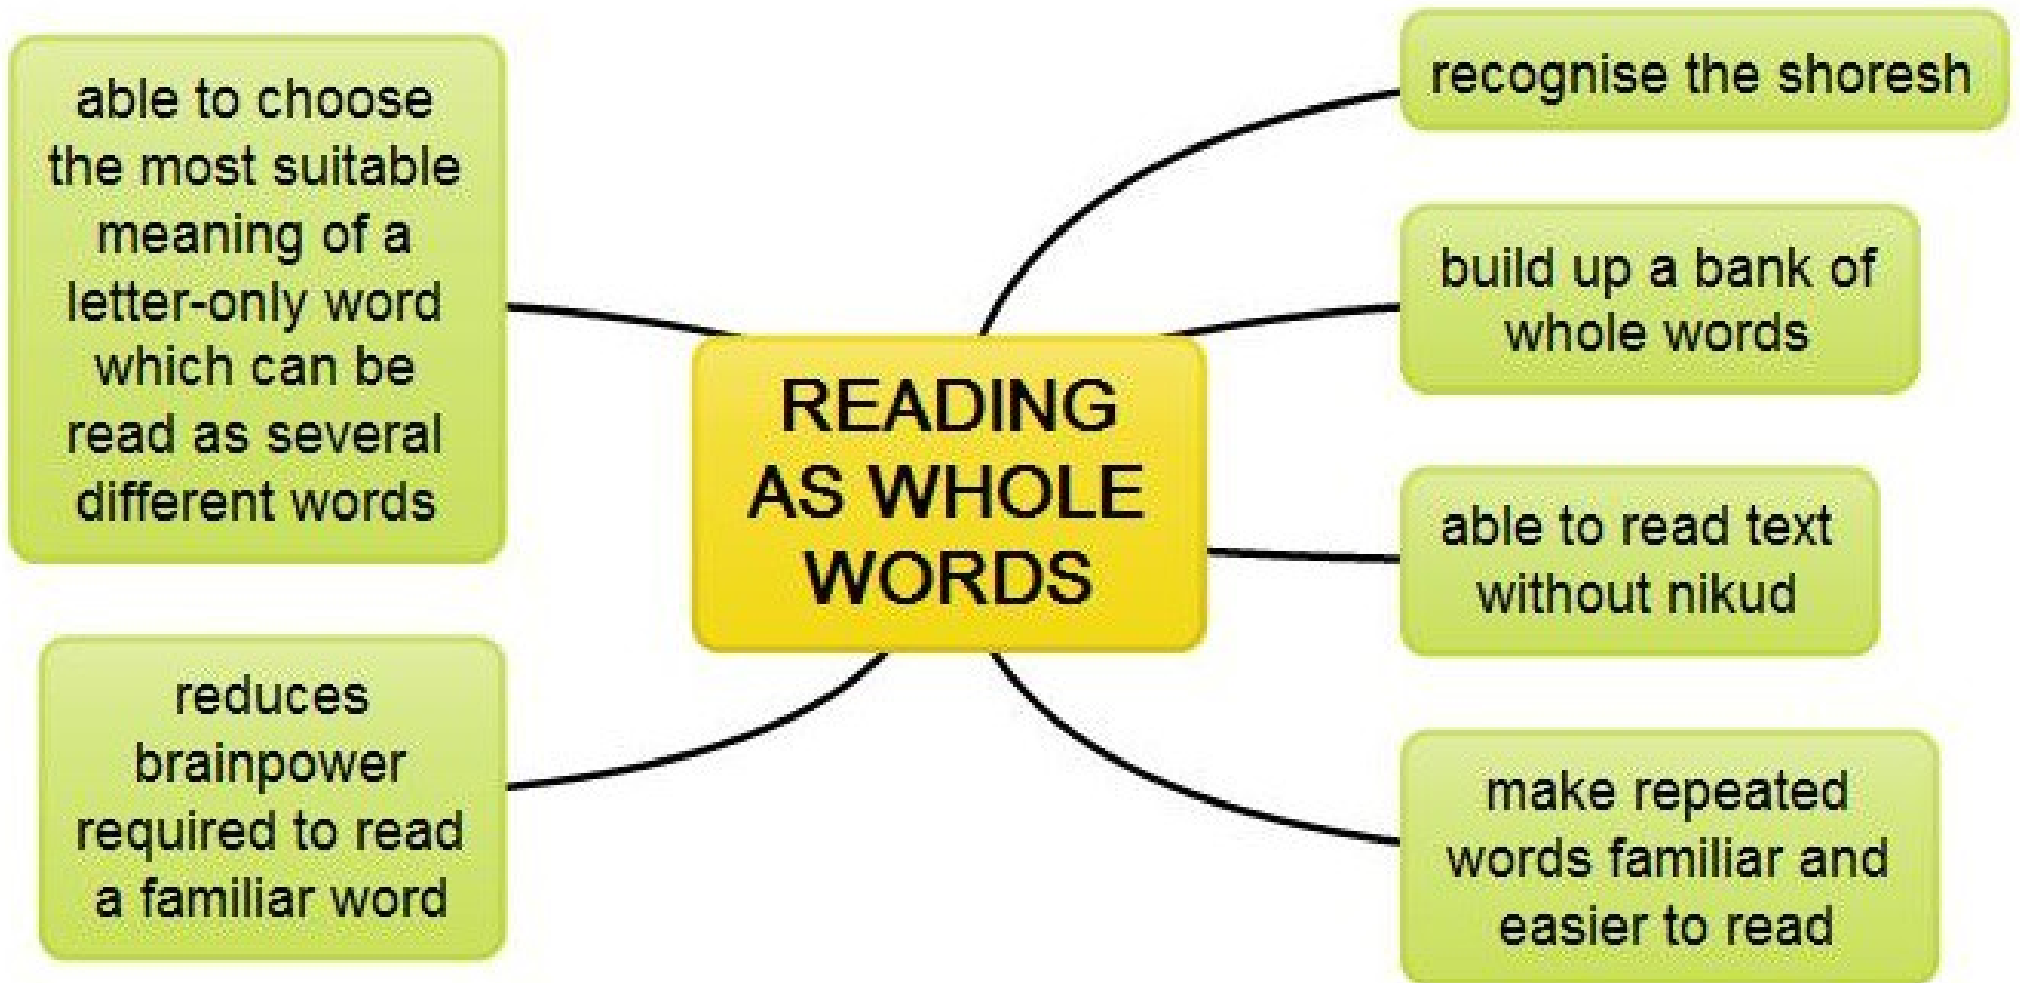 able to choose
the most suitable
meaning of a
letter-only word
which can be
read as several
different words
reduces
brainpower
required to read
a familiar word
READING
AS WHOLE
WORDS
recognise the shoresh
build up a bank of
whole words
able to read text
without nikud
make repeated
words familiar and
easier to read